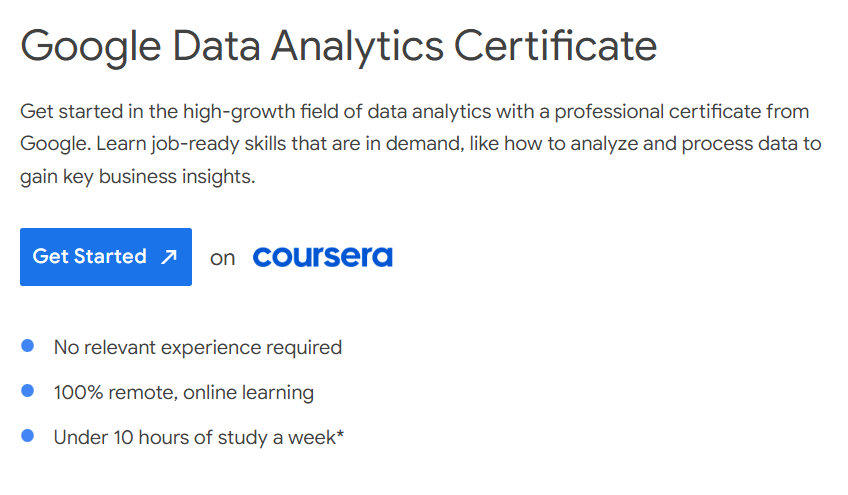 Google Data Analytics Certificate
Get started in the high-growth field of data analytics with a professional certificate from
Google. Learn job-ready skills that are in demand, like how to analyze and process data to
gain key business insights.
Get Started on coursera
No relevant experience required
100% remote, online learning
Under 10 hours of study a week*